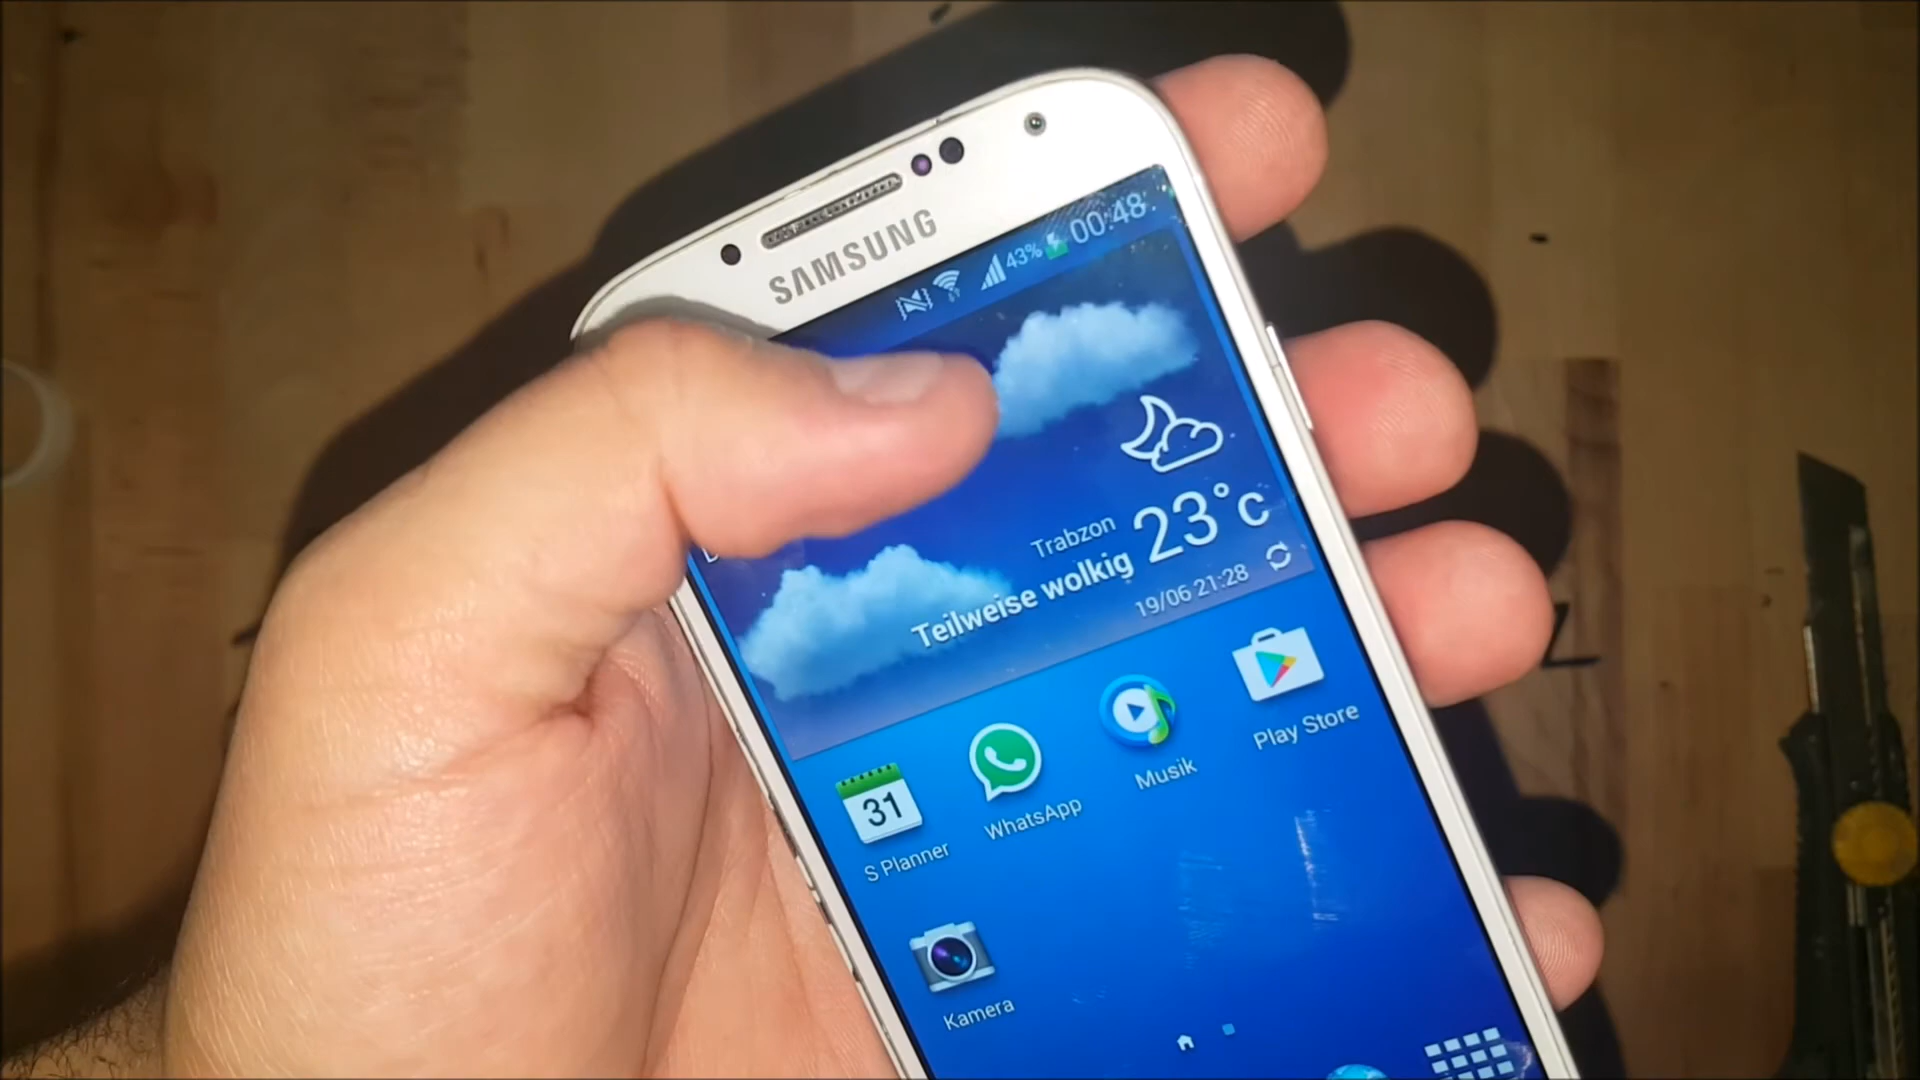 SAMSUNG
43% 00:48
Trabzon 23°C
Teilweise wolkig
19/06 21:28
31
S Planner
WhatsApp
Musik
Play Store
Kamera